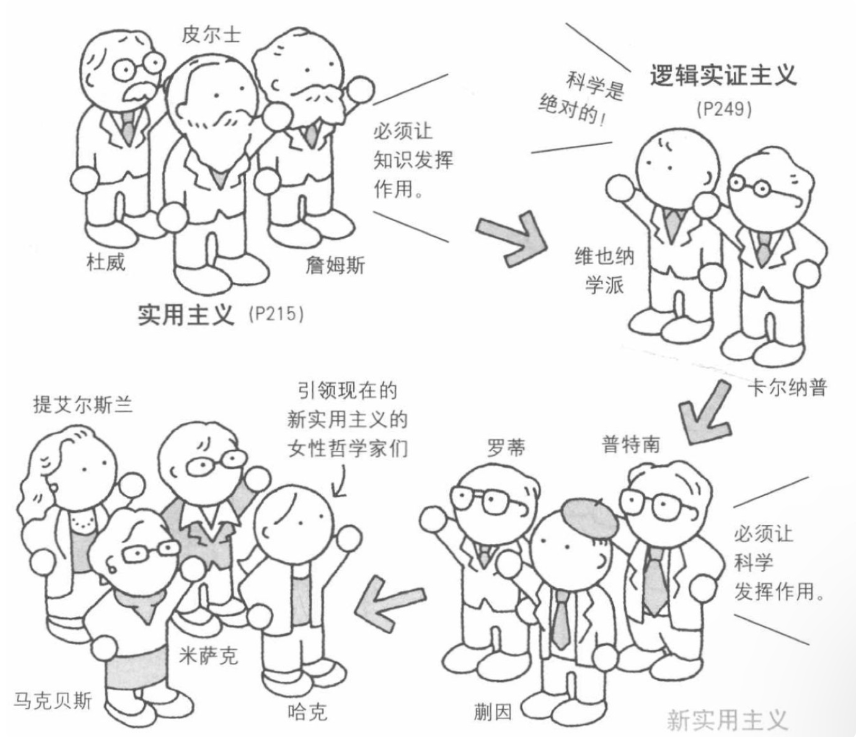 皮尔士
必须让
知识发挥
作用。
杜威
詹姆斯
实用主义 (P215)
科学是
绝对的！
逻辑实证主义
(P249)
维也纳
学派
卡尔纳普
提艾尔斯兰
引领现在的
新实用主义的
女性哲学家们
米萨克
马克贝斯
哈克
罗蒂
普特南
必须让
科学
发挥作用。
蒯因
新实用主义